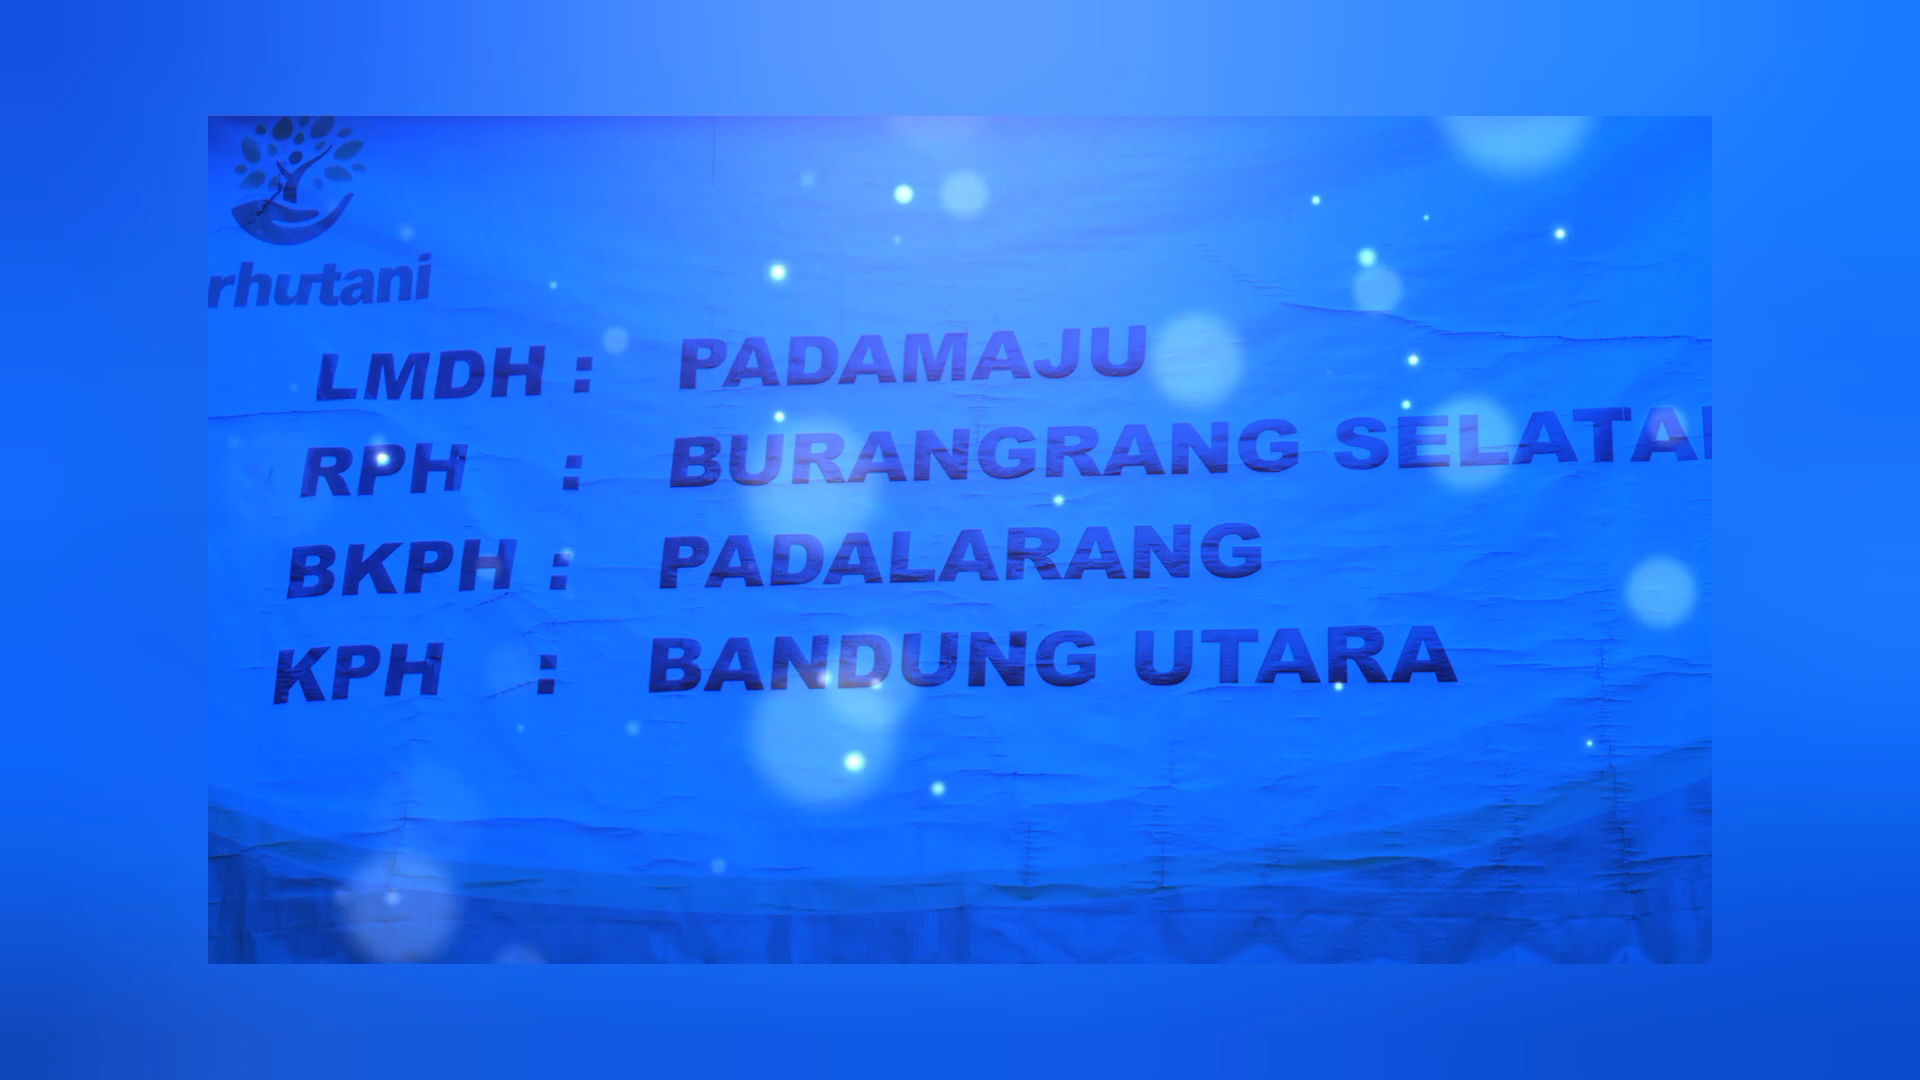 rhutani
LMDH : PADAMAJU
RPH : BURANGRANG SELATA
BKPH : PADALARANG
KPH : BANDUNG UTARA